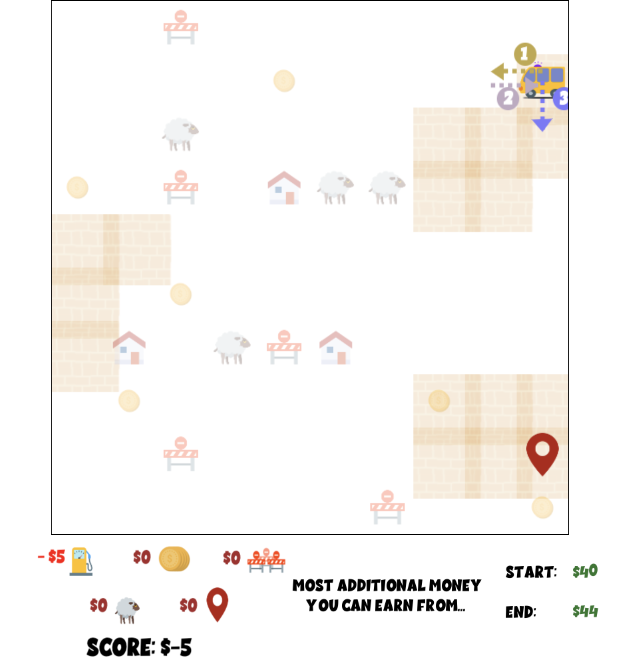 1
2
3
- $5
$0
$0
$0
$0
MOST ADDITIONAL MONEY
YOU CAN EARN FROM...
START: $40
END: $44
SCORE: $-5